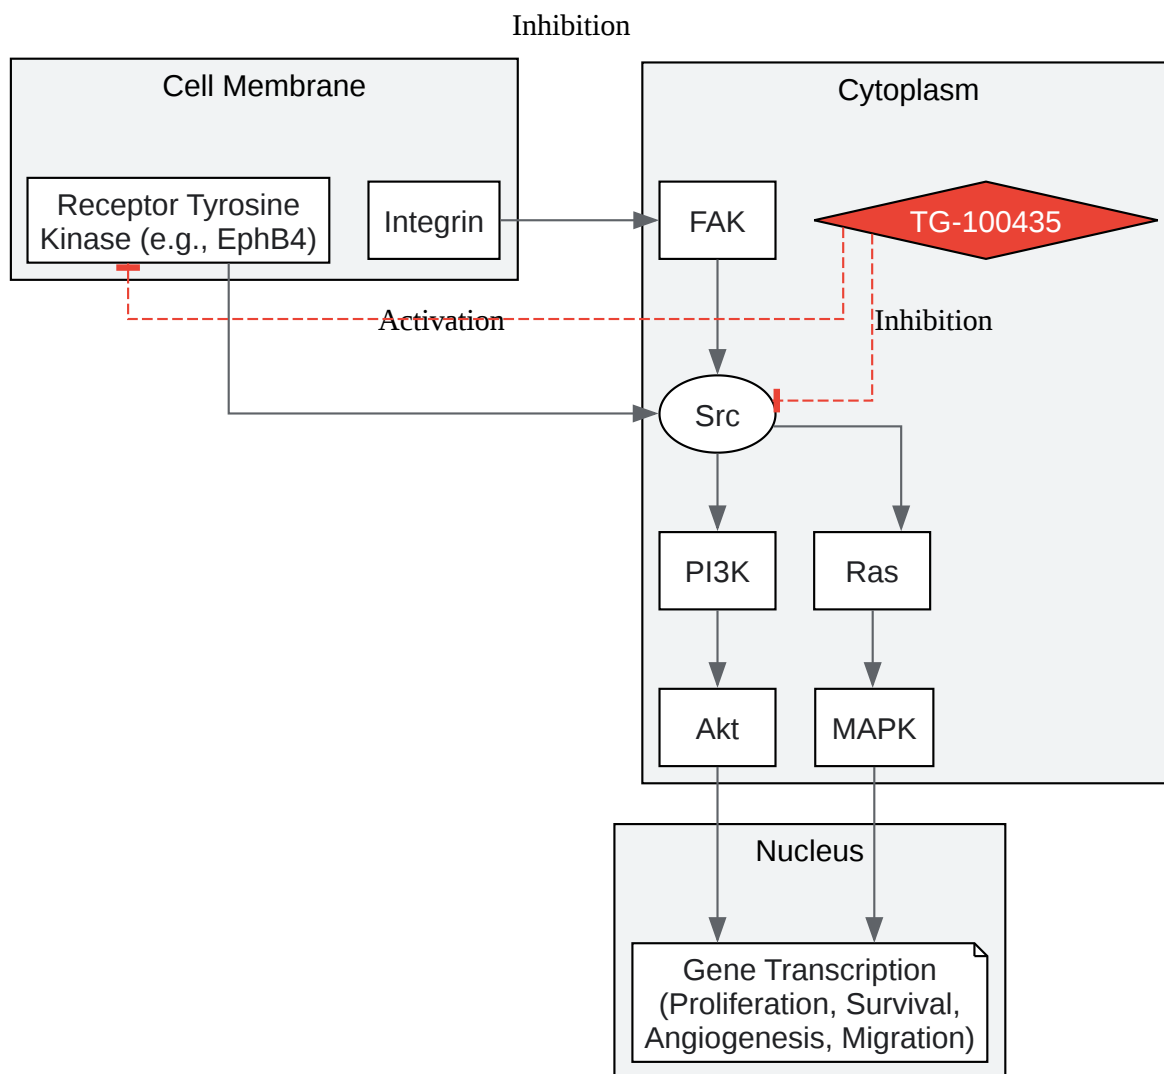 Inhibition
Cell Membrane
Cytoplasm
Receptor Tyrosine
Kinase (e.g., EphB4)
Integrin
FAK
TG-100435
Activation
Inhibition
Src
PI3K
Ras
Akt
MAPK
Nucleus
Gene Transcription
(Proliferation, Survival,
Angiogenesis, Migration)